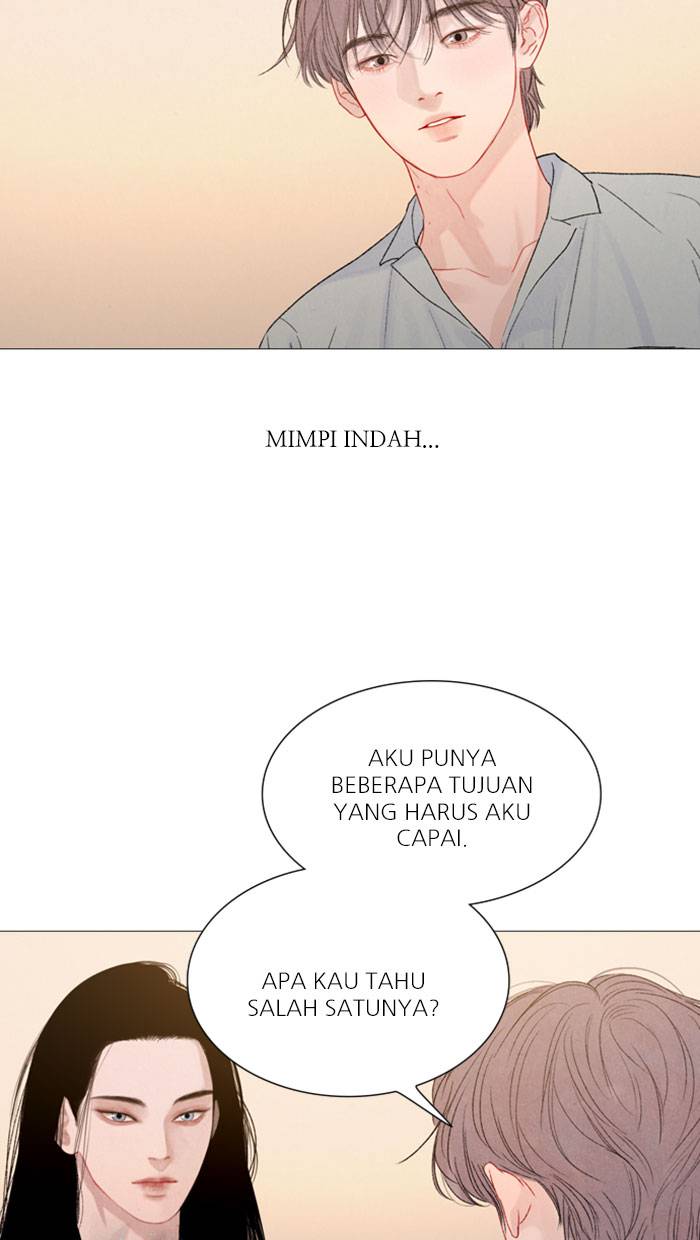 MIMPI INDAH...
AKU PUNYA
BEBERAPA TUJUAN
YANG HARUS AKU
CAPAI.
APA KAU TAHU
SALAH SATUNYA?